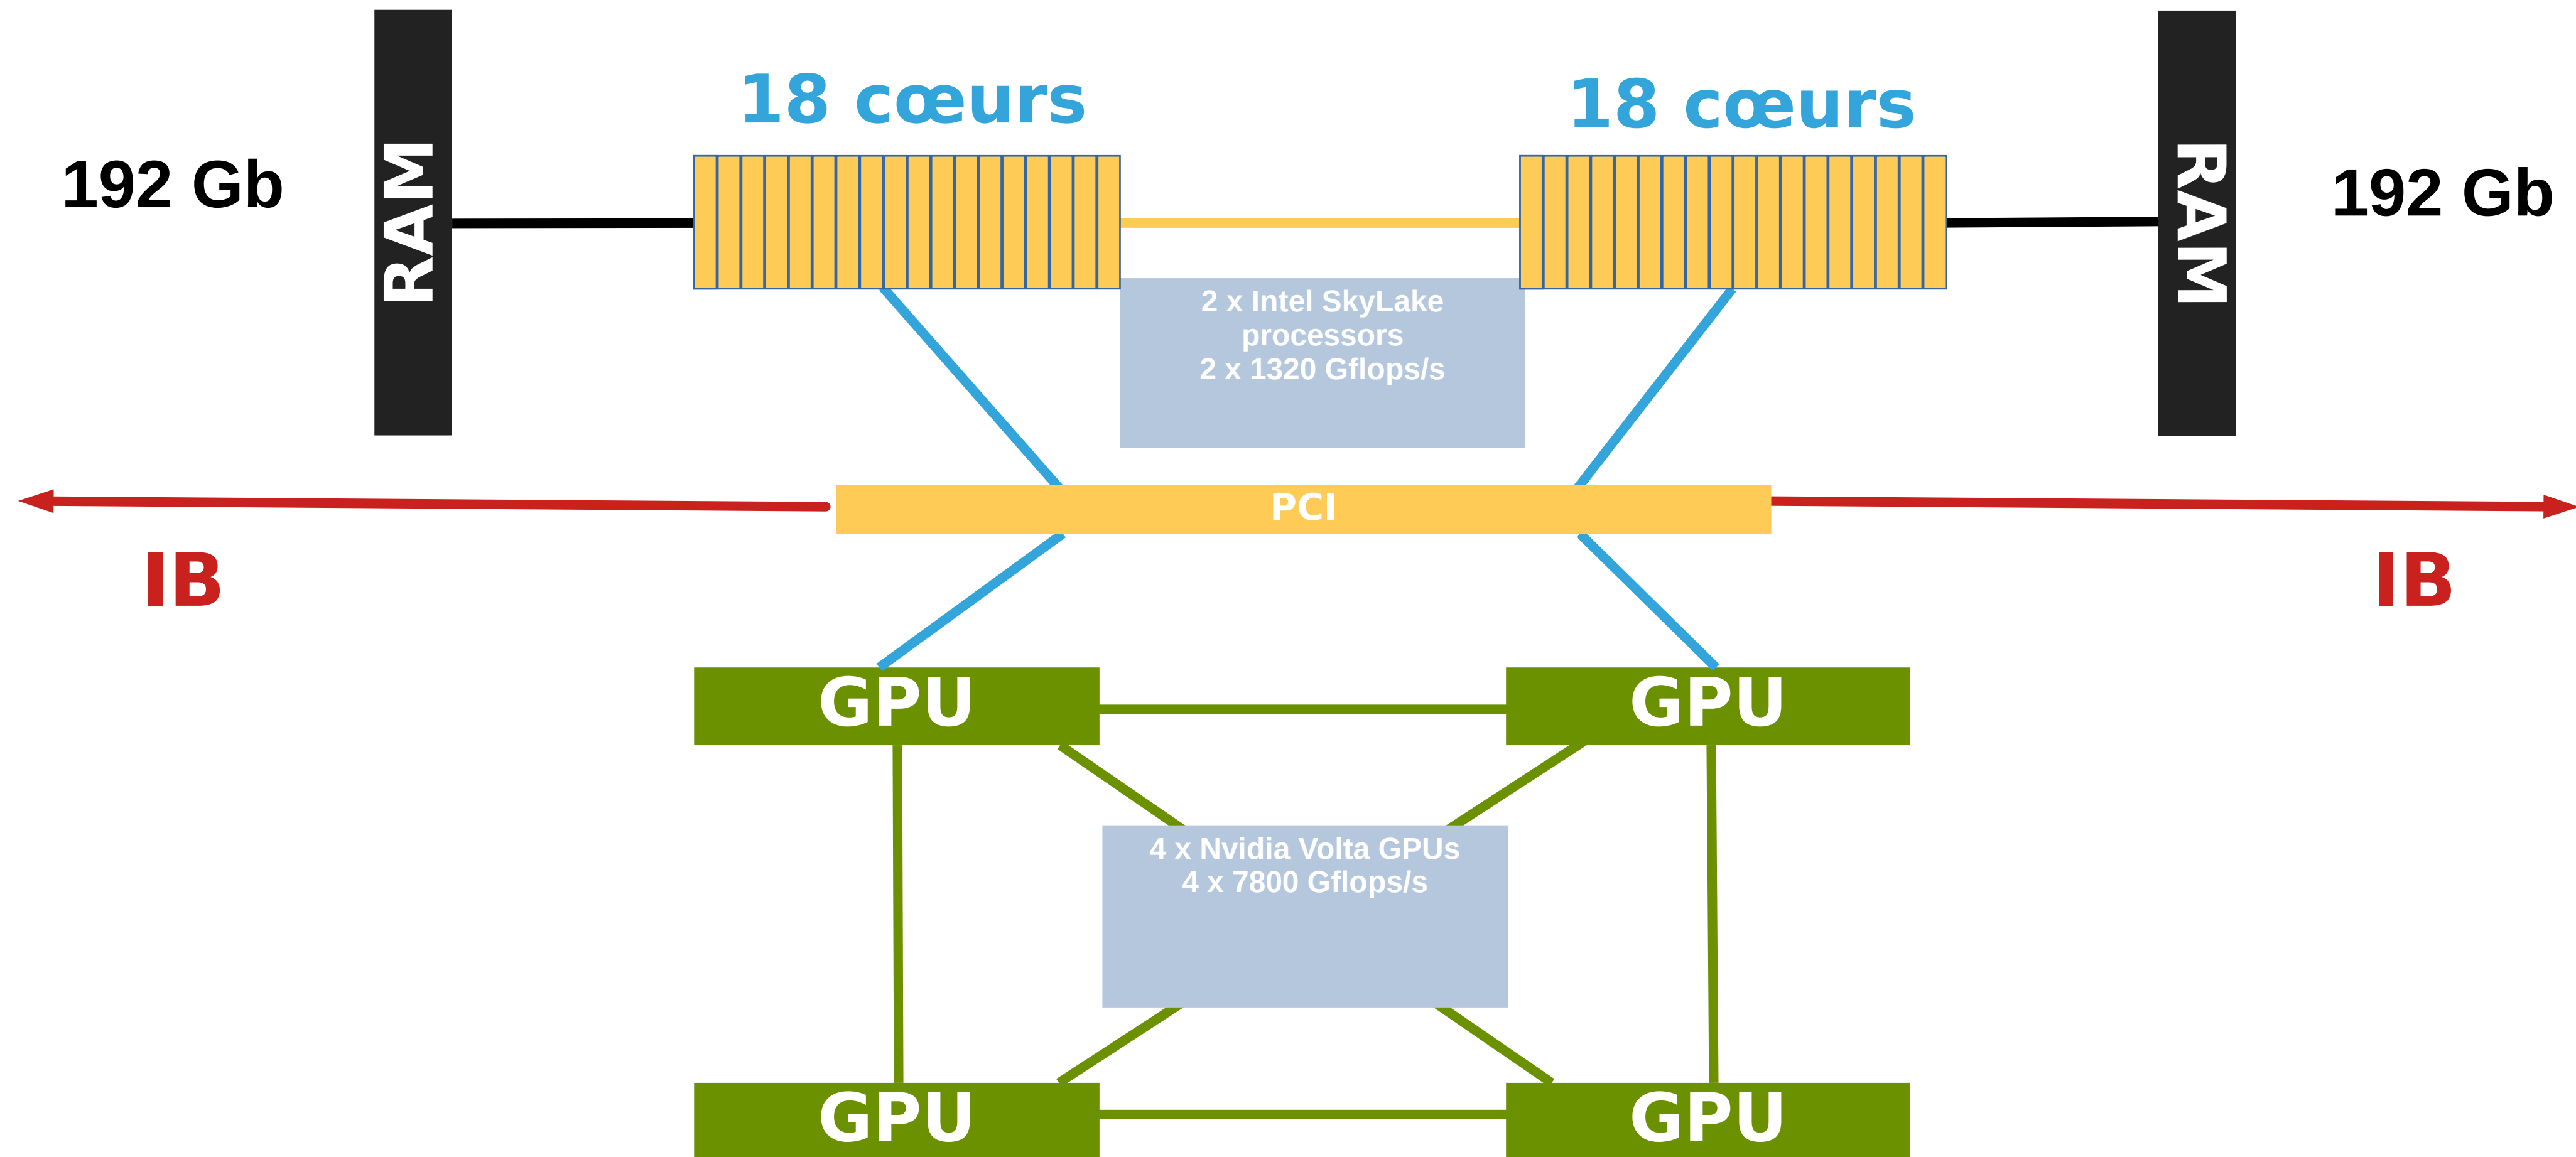 18 cœurs
18 cœurs
192 Gb
RAM
RAM
192 Gb
2 x Intel SkyLake
processors
2 x 1320 Gflops/s
PCI
IB
IB
GPU
GPU
4 x Nvidia Volta GPUs
4 x 7800 Gflops/s
GPU
GPU